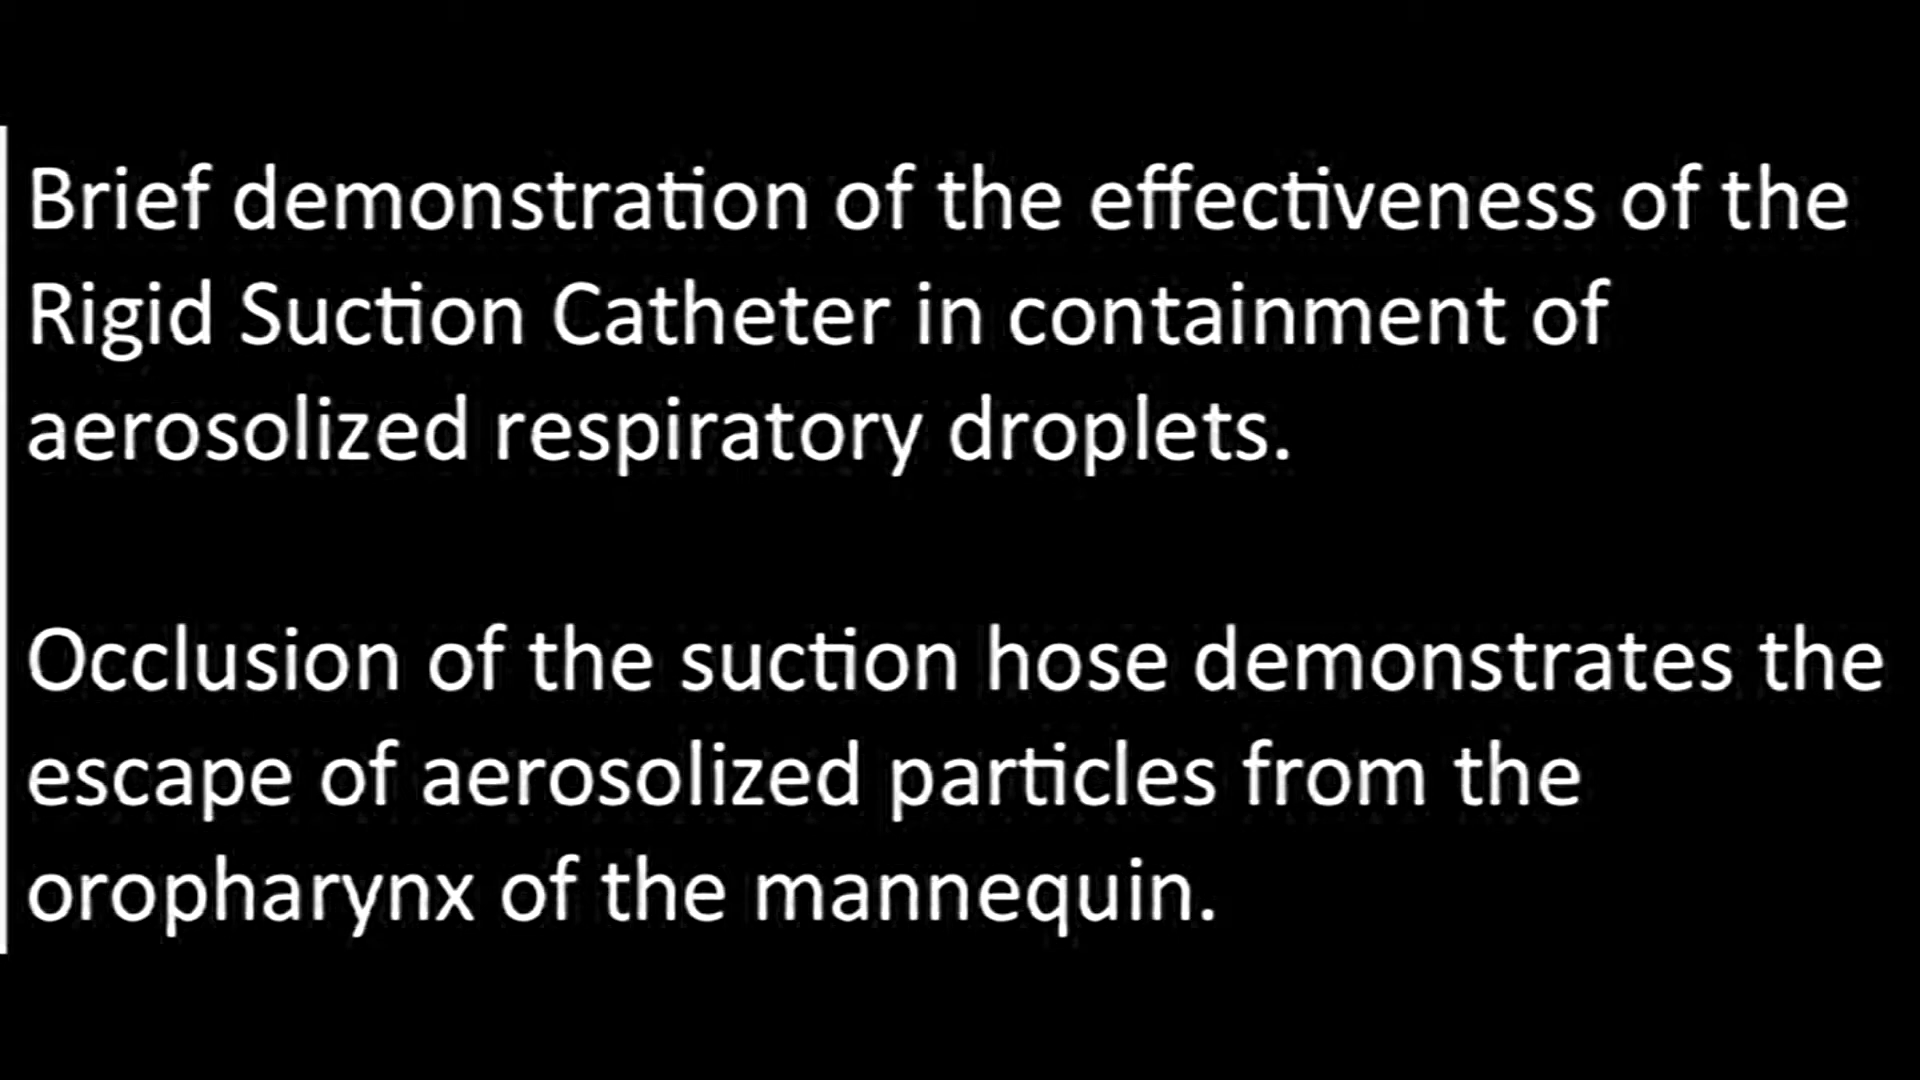 Brief demonstration of the effectiveness of the
Rigid Suction Catheter in containment of
aerosolized respiratory droplets.
Occlusion of the suction hose demonstrates the
escape of aerosolized particles from the
oropharynx of the mannequin.